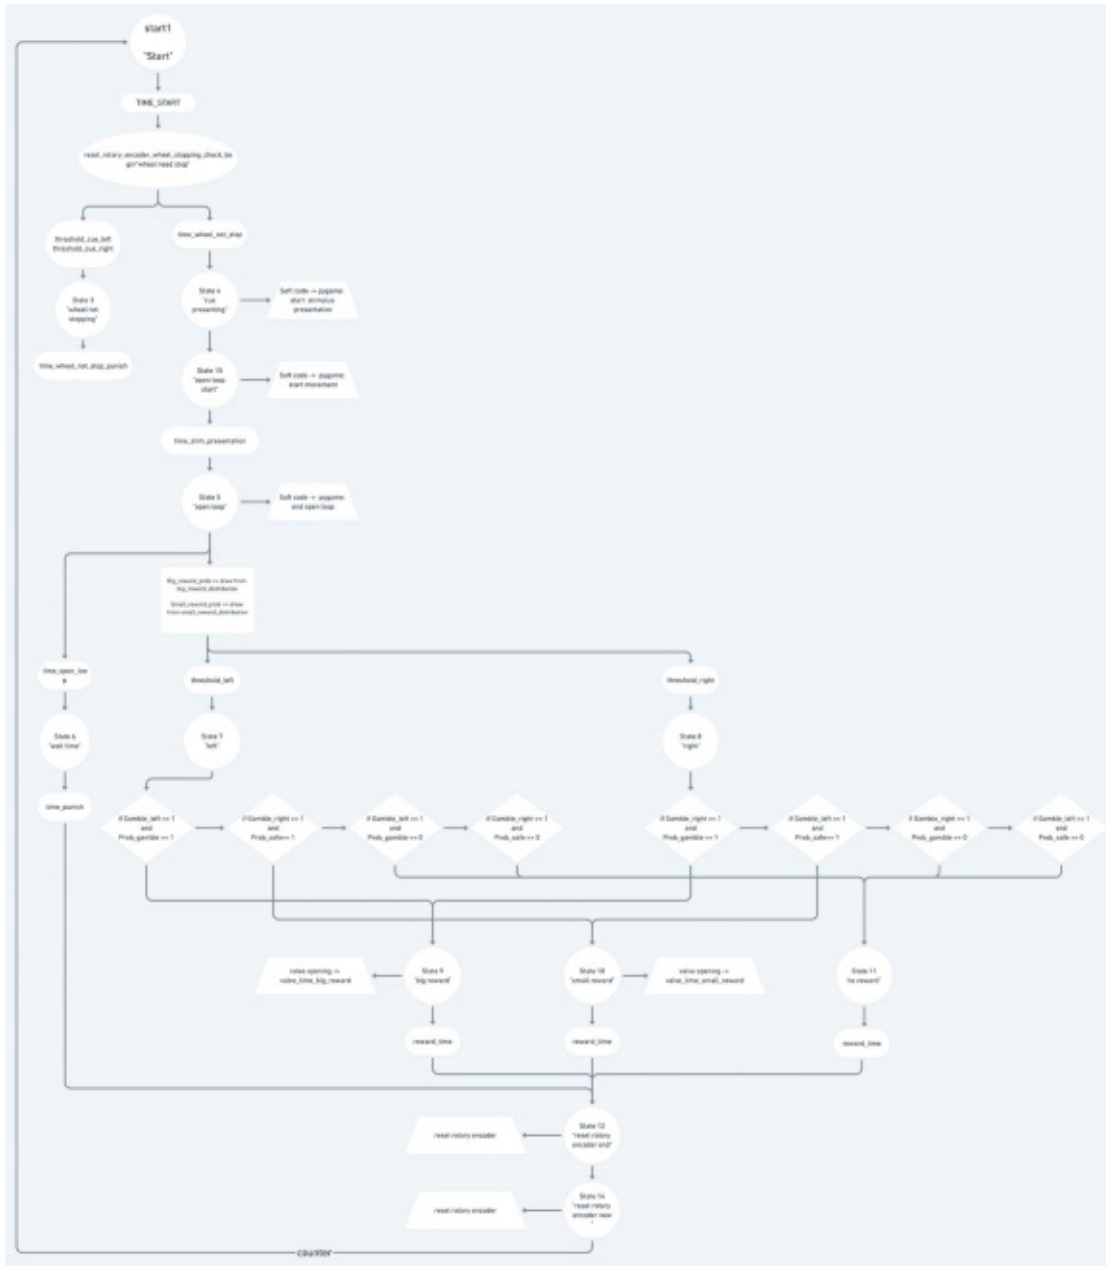 start1
"Start"
TIME_START
reset_rotary_encoder_wheel_stopping_check_be
gin"wheel need stop"
threshold_cue_left
threshold_cue_right
time_wheel_not_stop
State 3
"wheel not
stopping"
time_wheel_not_stop_punish
State 4
"cue
presenting"
Soft code -> pygame:
start stimulus
presentation
State 15
"open loop
start"
Soft code -> pygame:
start movement
time_stim_presentation
State 5
"open loop"
Soft code -> pygame:
end open loop
Big_reward_prob => draw from
big_reward_distribution
Small_reward_prob => draw
from small_reward_distribution
time_open_loo
p
threshold_left
threshold_right
State 6
"wait time"
State 7
"left"
State 8
"right"
time_punish
if Gamble_left == 1
and
Prob_gamble == 1
if Gamble_right == 1
and
Prob_safe== 1
if Gamble_left == 1
and
Prob_gamble == 0
if Gamble_right == 1
and
Prob_safe == 0
if Gamble_right == 1
and
Prob_gamble == 1
if Gamble_left == 1
and
Prob_safe== 1
if Gamble_right == 1
and
Prob_gamble == 0
if Gamble_left == 1
and
Prob_safe == 0
valve opening ->
valve_time_big_reward
State 9
"big reward"
State 10
"small reward"
valve opening ->
valve_time_small_reward
State 11
"no reward"
reward_time
reward_time
reward_time
reset rotary encoder
State 12
"reset rotary
encoder end"
reset rotary encoder
State 14
"reset rotary
encoder new
"
counter